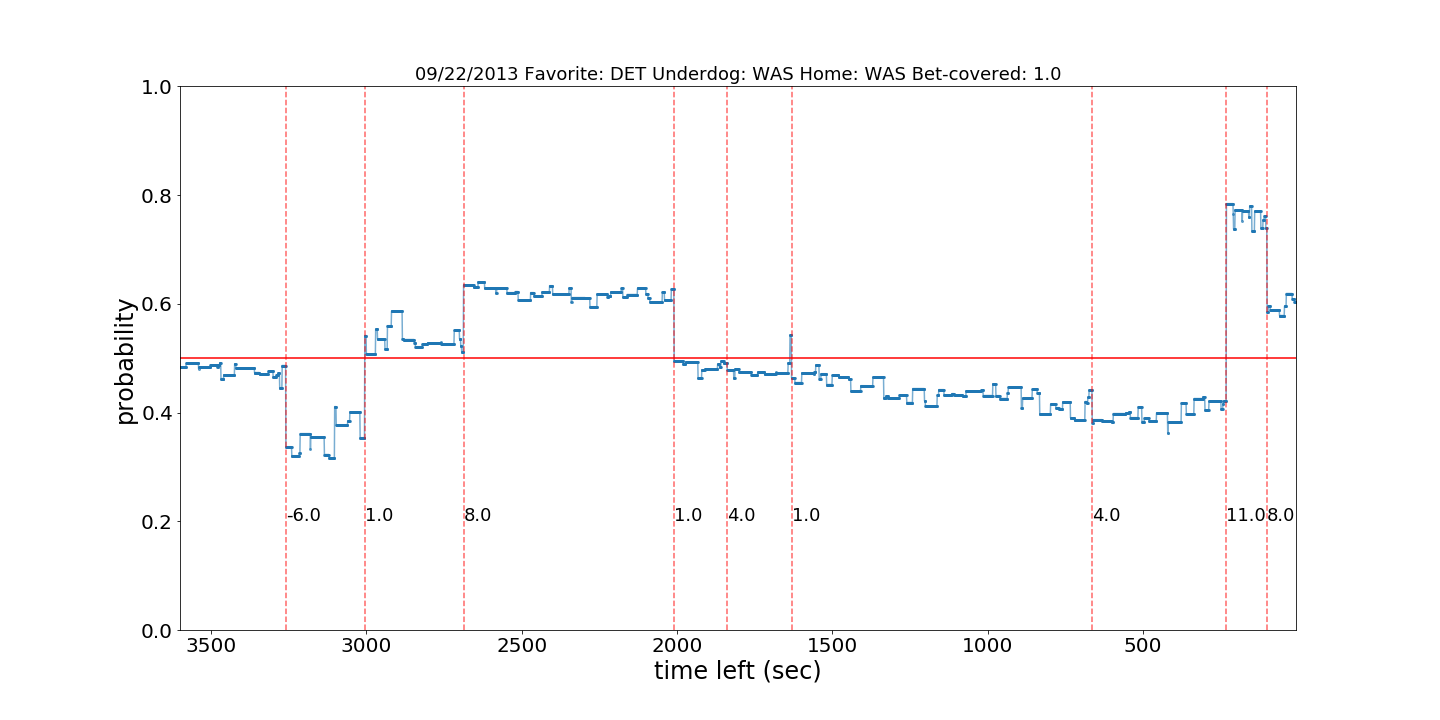 09/22/2013 Favorite: DET Underdog: WAS Home: WAS Bet-covered: 1.0
1.0
0.8
0.6
0.4
0.2
0.0
probability
-6.0 1.0 8.0 1.0 4.0 1.0 4.0 11.0 8.0
3500 3000 2500 2000 1500 1000 500
time left (sec)